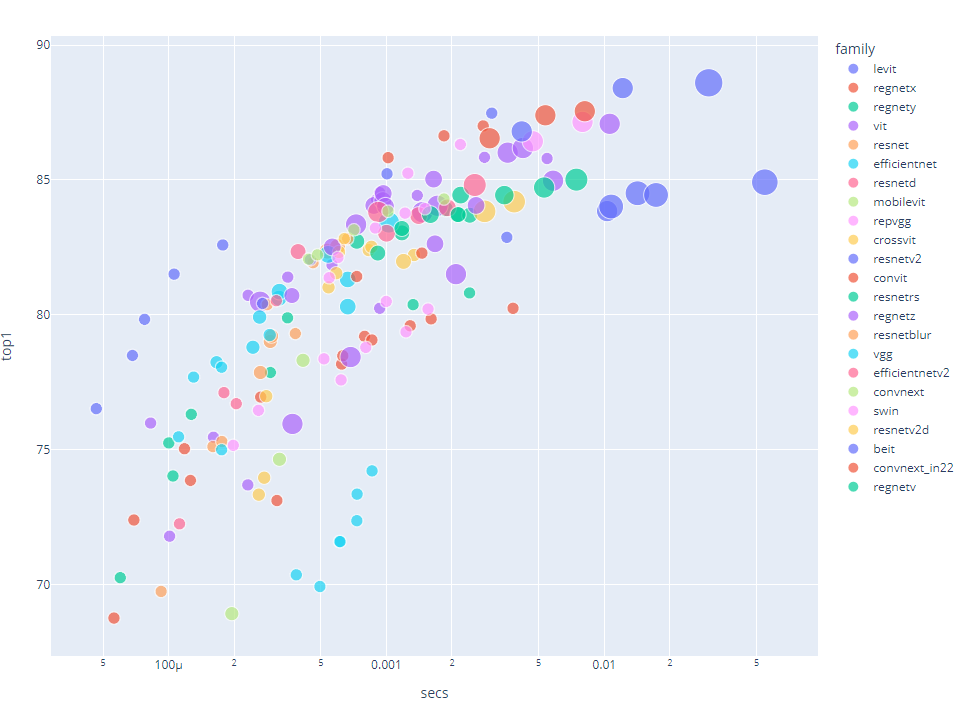 90
85
80
75
70
top1
5
100μ
2
5
0.001
2
5
0.01
2
5
secs
family
levit
regnetx
regnety
vit
resnet
efficientnet
resnetd
mobilevit
repvgg
crossvit
resnetv2
convit
resnetrs
regnetz
resnetblur
vgg
efficientnetv2
convnext
swin
resnetv2d
beit
convnext_in22
regnetv